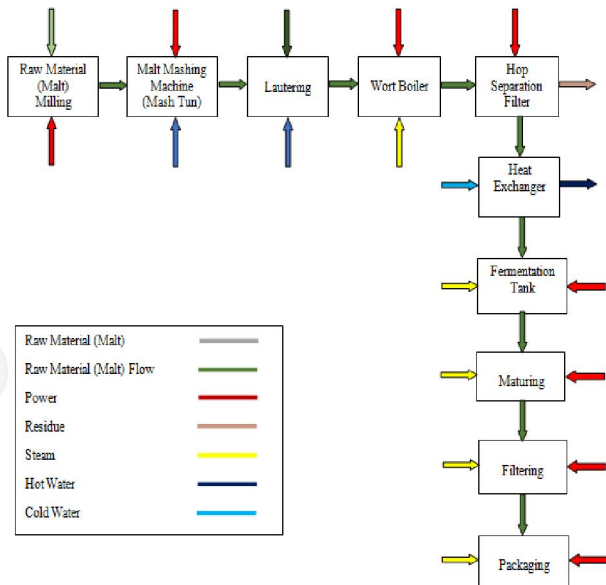 Raw Material
(Malt)
Milling
Malt Mashing
Machine
(Mash Tun)
Lautering
Wort Boiler
Hop
Separation
Filter
Heat
Exchanger
Fermentation
Tank
Maturing
Filtering
Packaging
Raw Material (Malt)
Raw Material (Malt) Flow
Power
Residue
Steam
Hot Water
Cold Water